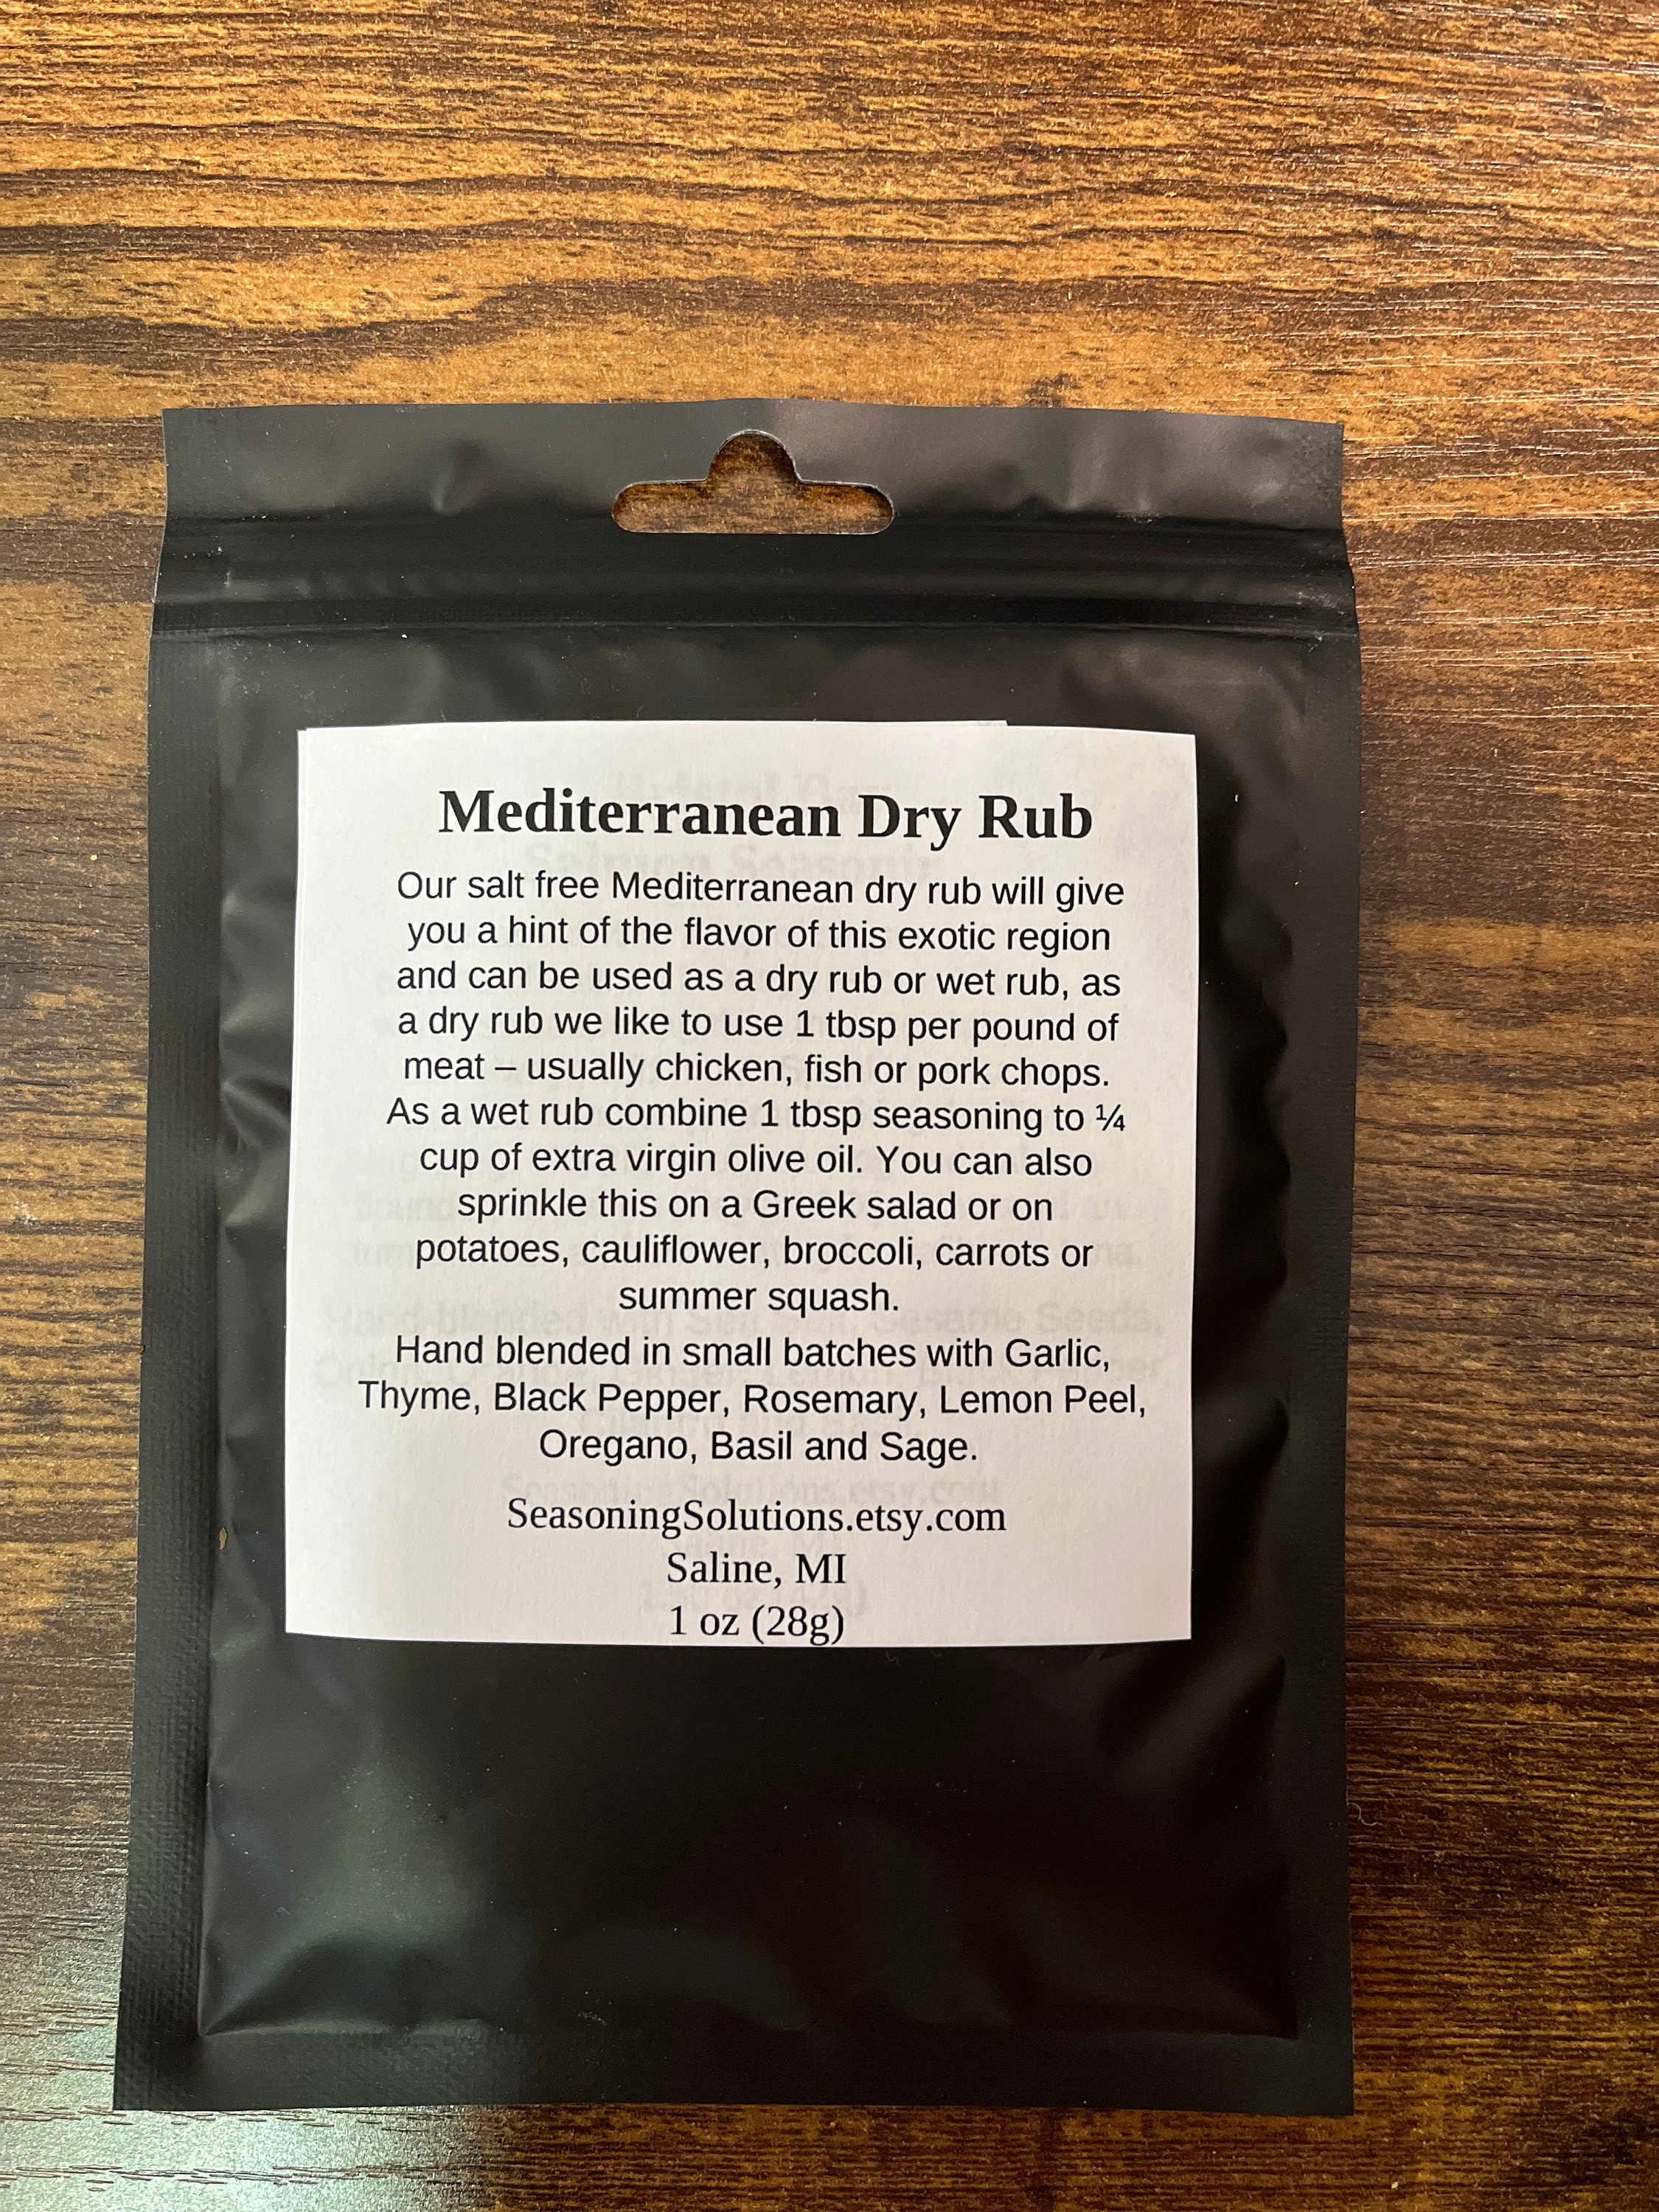 Mediterranean Dry Rub
Our salt free Mediterranean dry rub will give
you a hint of the flavor of this exotic region
and can be used as a dry rub or wet rub, as
a dry rub we like to use 1 tbsp per pound of
meat – usually chicken, fish or pork chops.
As a wet rub combine 1 tbsp seasoning to ¼
cup of extra virgin olive oil. You can also
sprinkle this on a Greek salad or on
potatoes, cauliflower, broccoli, carrots or
summer squash.
Hand blended in small batches with Garlic,
Thyme, Black Pepper, Rosemary, Lemon Peel,
Oregano, Basil and Sage.
SeasoningSolutions.etsy.com
Saline, MI
1 oz (28g)